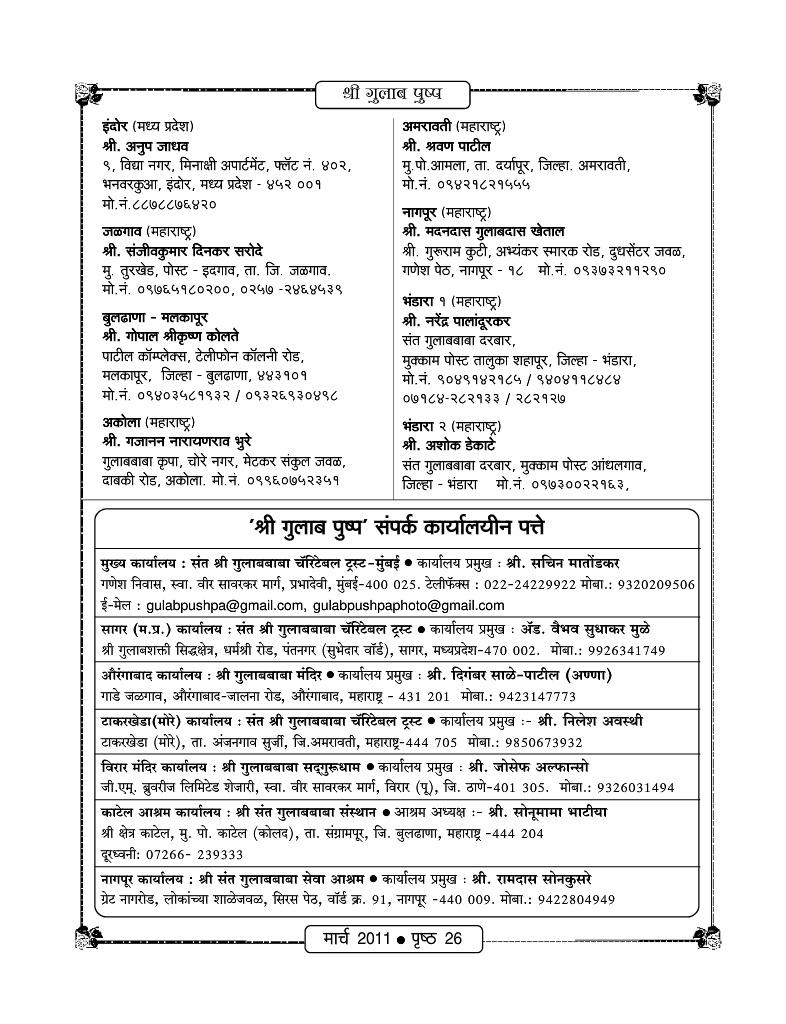 श्री गुलाब पुष्प
इंदोर (मध्य प्रदेश)
श्री. अनुप जाधव
९, विद्या नगर, मिनाक्षी अपार्टमेंट, फ्लॅट नं. ४०२,
भनवरकुआ, इंदोर, मध्य प्रदेश - ४५२ ००१
मो.नं.८८७८८७६४२०
जळगाव (महाराष्ट्र)
श्री. संजीवकुमार दिनकर सरोदे
मु. तुरखेड, पोस्ट - इदगाव, ता. जि. जळगाव.
मो.नं. ०९७६५१८०२००, ०२५७ -२४६४५३९
बुलढाणा - मलकापूर
श्री. गोपाल श्रीकृष्ण कोलते
पाटील कॉम्प्लेक्स, टेलीफोन कॉलनी रोड,
मलकापूर, जिल्हा - बुलढाणा, ४४३१०१
मो.नं. ०९४०३५८१९३२ / ०९३२६९३०४९८
अकोला (महाराष्ट्र)
श्री. गजानन नारायणराव भुरे
गुलाबबाबा कृपा, चोरे नगर, मेटकर संकुल जवळ,
दाबकी रोड, अकोला. मो.नं. ०९९६०७५२३५१
अमरावती (महाराष्ट्र)
श्री. श्रवण पाटील
मु.पो.आमला, ता. दर्यापूर, जिल्हा. अमरावती,
मो.नं. ०९४२१८२१५५५
नागपूर (महाराष्ट्र)
श्री. मदनदास गुलाबदास खेताल
श्री. गुरूराम कुटी, अभ्यंकर स्मारक रोड, दुधसेंटर जवळ,
गणेश पेठ, नागपूर - १८ मो.नं. ०९३७३२११२९०
भंडारा १ (महाराष्ट्र)
श्री. नरेंद्र पालांदूरकर
संत गुलाबबाबा दरबार,
मुक्काम पोस्ट तालुका शहापूर, जिल्हा - भंडारा,
मो.नं. ९०४९१४२१८५ / ९४०४११८४८४
०७१८४-२८२१३३ / २८२१२७
भंडारा २ (महाराष्ट्र)
श्री. अशोक डेकाटे
संत गुलाबबाबा दरबार, मुक्काम पोस्ट आंधलगाव,
जिल्हा - भंडारा मो.नं. ०९७३००२२१६३,
'श्री गुलाब पुष्प' संपर्क कार्यालयीन पत्ते
मुख्य कार्यालय : संत श्री गुलाबबाबा चॅरिटेबल ट्रस्ट-मुंबई ● कार्यालय प्रमुख : श्री. सचिन मातोंडकर
गणेश निवास, स्वा. वीर सावरकर मार्ग, प्रभादेवी, मुंबई-400 025. टेलीफॅक्स : 022-24229922 मोबा.: 9320209506
ई-मेल : gulabpushpa@gmail.com, gulabpushpaphoto@gmail.com
सागर (म.प्र.) कार्यालय : संत श्री गुलाबबाबा चॅरिटेबल ट्रस्ट ● कार्यालय प्रमुख : अॅड. वैभव सुधाकर मुळे
श्री गुलाबशक्ती सिद्धक्षेत्र, धर्मश्री रोड, पंतनगर (सुभेदार वॉर्ड), सागर, मध्यप्रदेश-470 002. मोबा.: 9926341749
औरंगाबाद कार्यालय : श्री गुलाबबाबा मंदिर ● कार्यालय प्रमुख : श्री. दिगंबर साळे-पाटील (अण्णा)
गाडे जळगाव, औरंगाबाद-जालना रोड, औरंगाबाद, महाराष्ट्र - 431 201 मोबा.: 9423147773
टाकरखेडा(मोरे) कार्यालय : संत श्री गुलाबबाबा चॅरिटेबल ट्रस्ट ● कार्यालय प्रमुख :- श्री. निलेश अवस्थी
टाकरखेडा (मोरे), ता. अंजनगाव सुर्जी, जि.अमरावती, महाराष्ट्र-444 705 मोबा.: 9850673932
विरार मंदिर कार्यालय : श्री गुलाबबाबा सद्गुरूधाम ● कार्यालय प्रमुख : श्री. जोसेफ अल्फान्सो
जी.एम्. ब्रुवरीज लिमिटेड शेजारी, स्वा. वीर सावरकर मार्ग, विरार (पू), जि. ठाणे-401 305. मोबा.: 9326031494
काटेल आश्रम कार्यालय : श्री संत गुलाबबाबा संस्थान ● आश्रम अध्यक्ष :- श्री. सोनूमामा भाटीया
श्री क्षेत्र काटेल, मु. पो. काटेल (कोलद), ता. संग्रामपूर, जि. बुलढाणा, महाराष्ट्र -444 204
दूरध्वनी: 07266- 239333
नागपूर कार्यालय : श्री संत गुलाबबाबा सेवा आश्रम ● कार्यालय प्रमुख : श्री. रामदास सोनकुसरे
ग्रेट नागरोड, लोकांच्या शाळेजवळ, सिरस पेठ, वॉर्ड क्र. 91, नागपूर -440 009. मोबा.: 9422804949
मार्च 2011 ● पृष्ठ 26